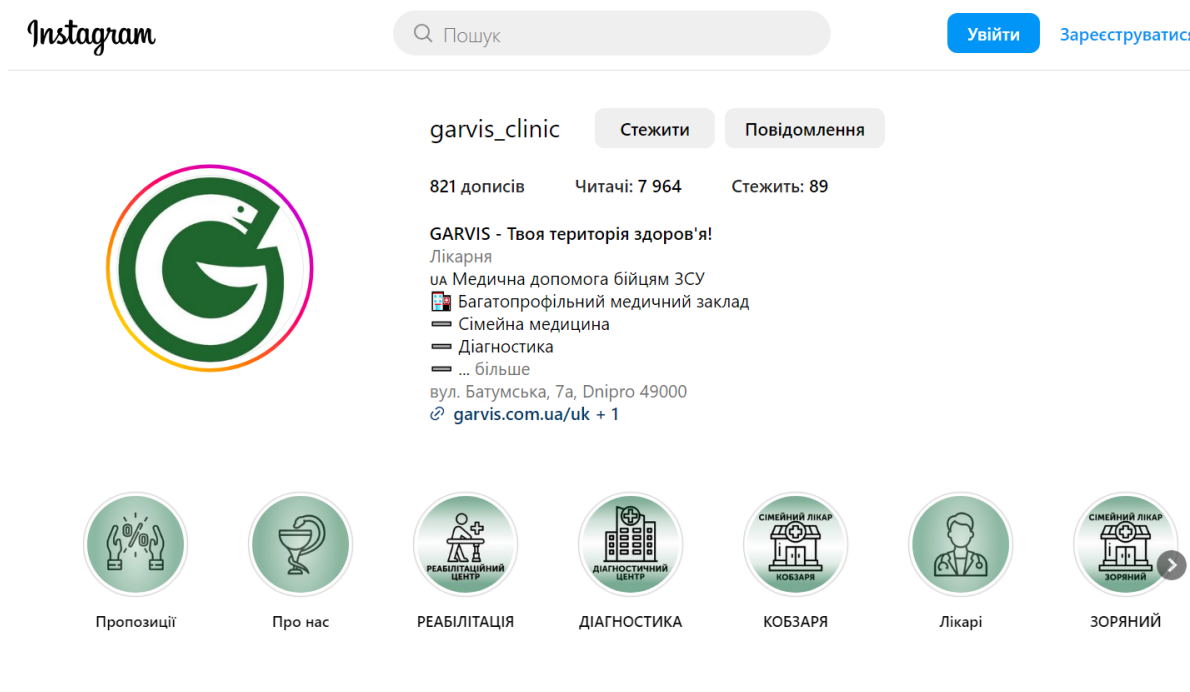 Instagram
Пошук
Увійти
Зареєструватися
garvis_clinic
Стежити
Повідомлення
821 дописів
Читачі: 7 964
Стежить: 89
GARVIS - Твоя територія здоров'я!
Лікарня
UA Медична допомога бійцям ЗСУ
🏥 Багатопрофільний медичний заклад
➖ Сімейна медицина
➖ Діагностика
➖ ... більше
вул. Батумська, 7а, Dnipro 49000
garvis.com.ua/uk + 1
%
РЕАБІЛІТАЦІЙНИЙ
ЦЕНТР
ДІАГНОСТИЧНИЙ
ЦЕНТР
СІМЕЙНИЙ ЛІКАР
КОБЗАРЯ
СІМЕЙНИЙ ЛІКАР
ЗОРЯНИЙ
Пропозиції
Про нас
РЕАБІЛІТАЦІЯ
ДІАГНОСТИКА
КОБЗАРЯ
Лікарі
ЗОРЯНИЙ